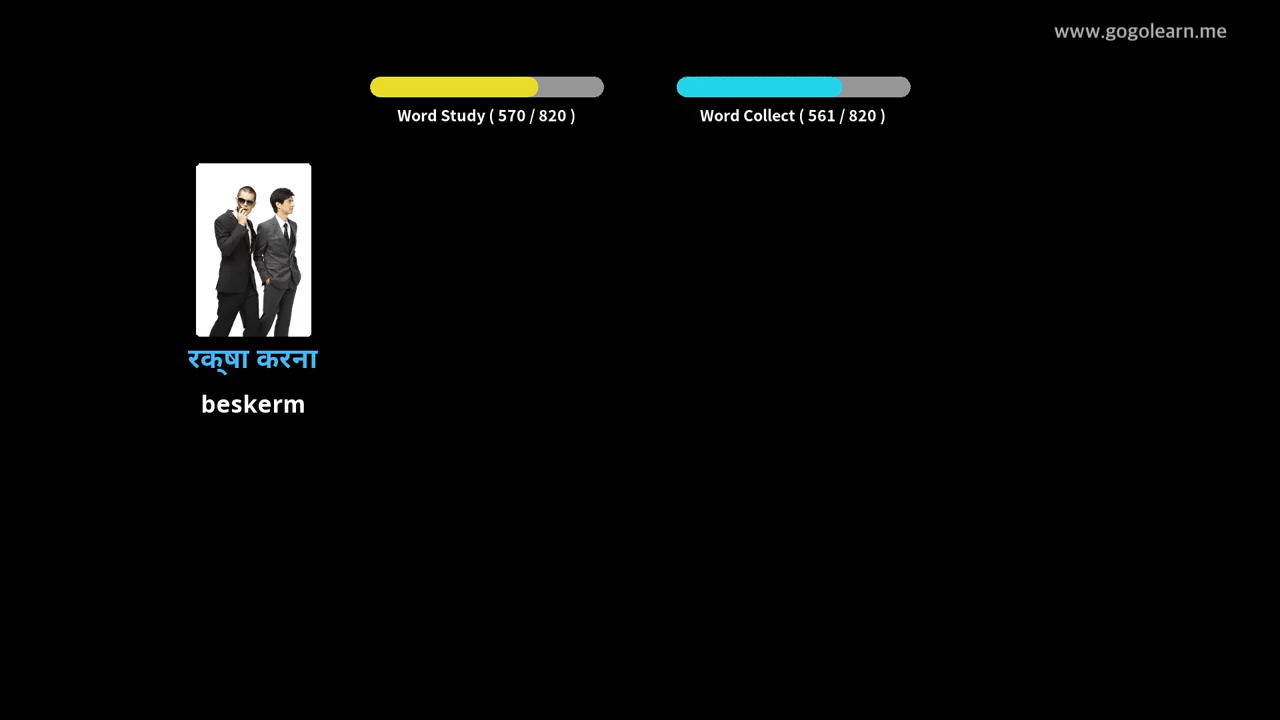 www.gogolearn.me
Word Study ( 570 / 820 )
Word Collect ( 561 / 820 )
रक्षा करना
beskerm